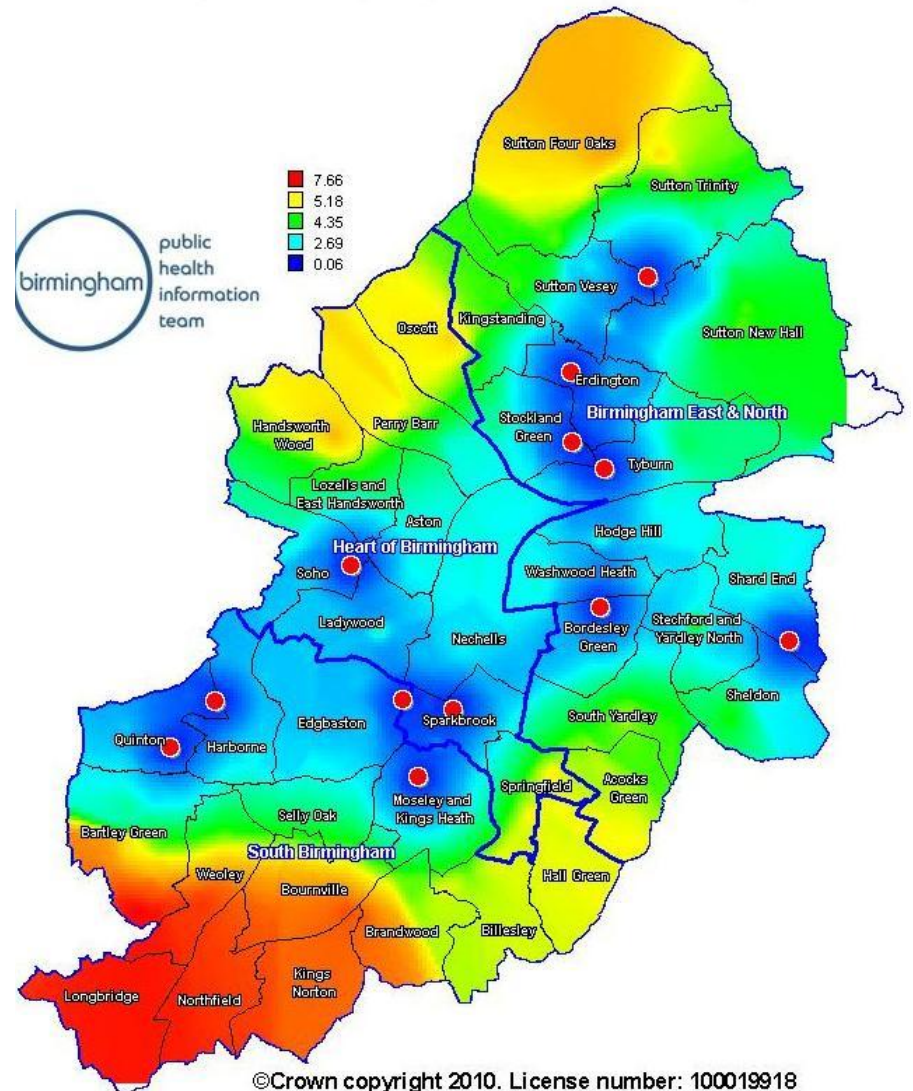 Sutton Four Oaks
Sutton Trinity
7.66
5.18
4.35
2.69
0.06
birmingham
public
health
information
team
Sutton Vesey
Oscott
Kingstanding
Sutton New Hall
Erdington
Birmingham East & North
Stockland
Green
Perry Barr
Handsworth
Wood
Tyburn
Lozells and
East Handsworth
Aston
Hodge Hill
Heart of Birmingham
Soho
Washwood Heath
Shard End
Ladywood
Bordesley
Green
Stechford and
Yardley North
Nechells
Sheldon
Edgbaston
Sparkbrook
South Yardley
Quinton
Harborne
Springfield
Acocks
Green
Moseley and
Kings Heath
Selly Oak
Bartley Green
South Birmingham
Weoley
Hall Green
Bournville
Brandwood
Billesley
Kings
Norton
Longbridge
Northfield
©Crown copyright 2010. License number: 100019918